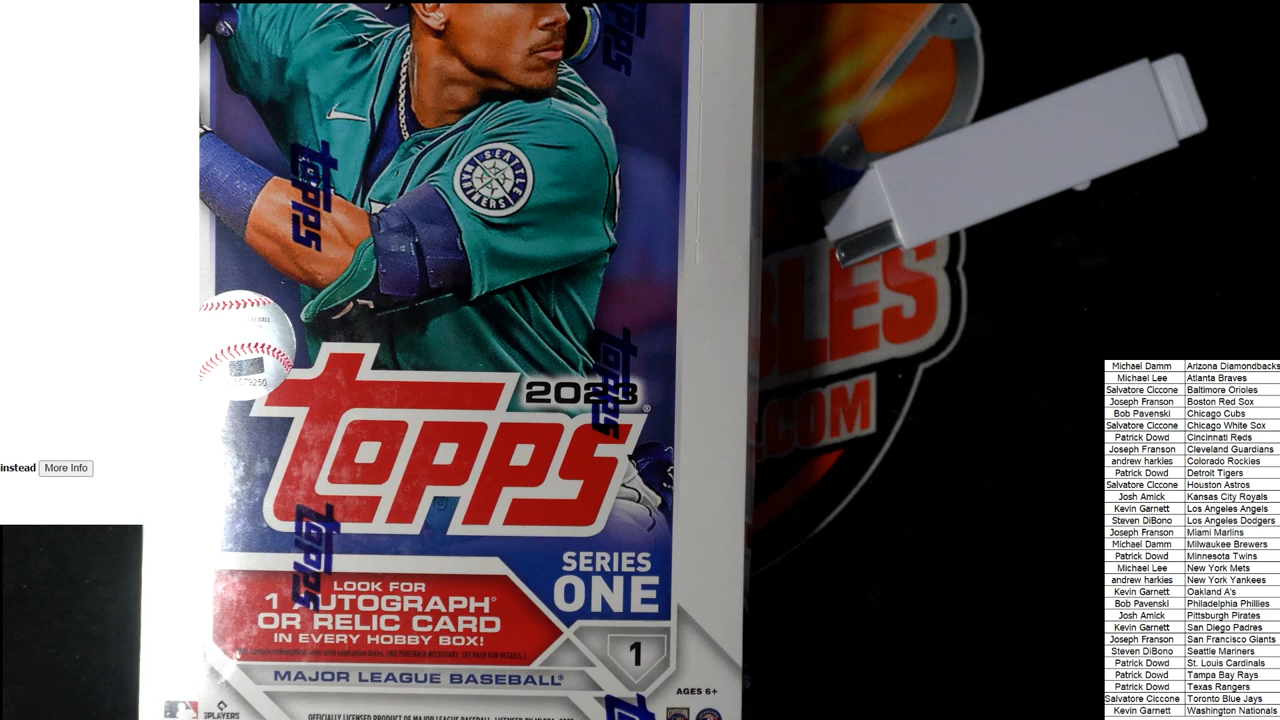 topps
SEATTLE
MARINERS
topps
BALL
topps
2023
topps®
topps
SERIES
ONE
LOOK FOR
1 AUTOGRAPH*
OR RELIC CARD
IN EVERY HOBBY BOX!
1
MAJOR LEAGUE BASEBALL®
AGES 6+
PLAYERS
BLES
.COM
instead More Info
Michael Damm Arizona Diamondbacks
Michael Lee Atlanta Braves
Salvatore Ciccone Baltimore Orioles
Joseph Franson Boston Red Sox
Bob Pavenski Chicago Cubs
Salvatore Ciccone Chicago White Sox
Patrick Dowd Cincinnati Reds
Joseph Franson Cleveland Guardians
andrew harkies Colorado Rockies
Patrick Dowd Detroit Tigers
Salvatore Ciccone Houston Astros
Josh Amick Kansas City Royals
Kevin Garnett Los Angeles Angels
Steven DiBono Los Angeles Dodgers
Joseph Franson Miami Marlins
Michael Damm Milwaukee Brewers
Patrick Dowd Minnesota Twins
Michael Lee New York Mets
andrew harkies New York Yankees
Kevin Garnett Oakland A's
Bob Pavenski Philadelphia Phillies
Josh Amick Pittsburgh Pirates
Kevin Garnett San Diego Padres
Joseph Franson San Francisco Giants
Steven DiBono Seattle Mariners
Patrick Dowd St. Louis Cardinals
Patrick Dowd Tampa Bay Rays
Patrick Dowd Texas Rangers
Salvatore Ciccone Toronto Blue Jays
Kevin Garnett Washington Nationals